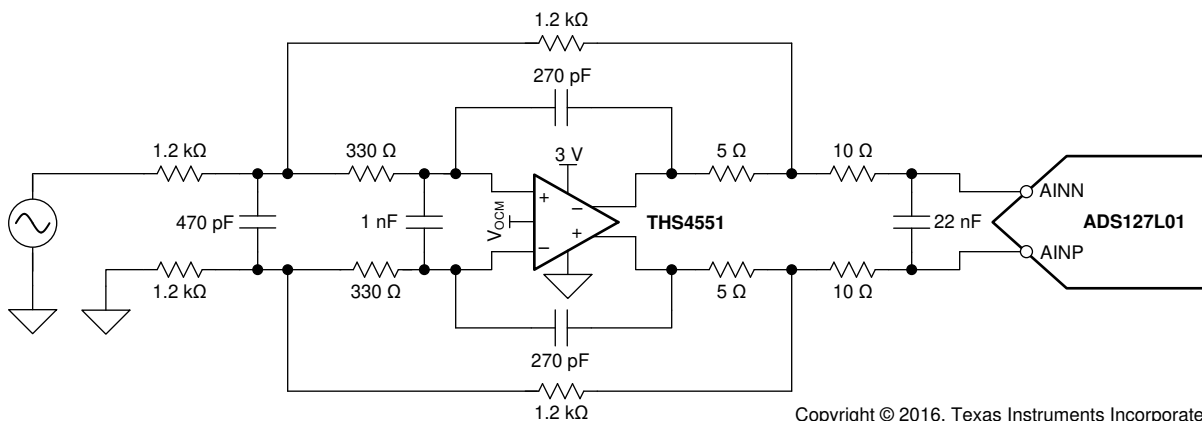 1.2 kΩ
270 pF
1.2 kΩ
330 Ω
3 V
5 Ω
10 Ω
470 pF
1 nF
+
−
VOCM
−
+
THS4551
22 nF
AINN
ADS127L01
AINP
1.2 kΩ
330 Ω
5 Ω
10 Ω
270 pF
1.2 kΩ
Copyright © 2016, Texas Instruments Incorporate